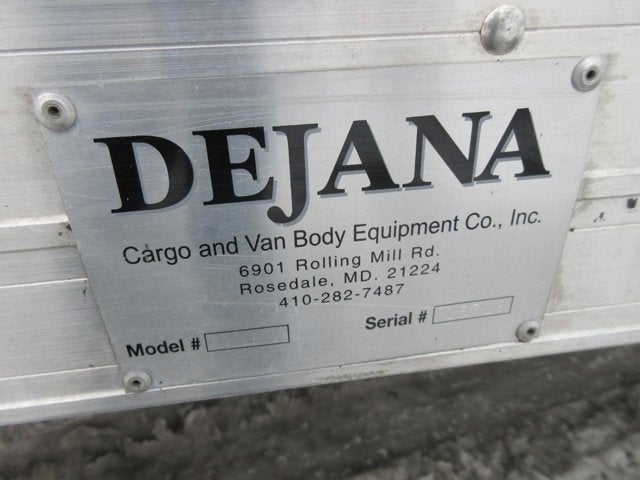 DEJANA
Cargo and Van Body Equipment Co., Inc.
6901 Rolling Mill Rd.
Rosedale, MD. 21224
410-282-7487
Model #
Serial #